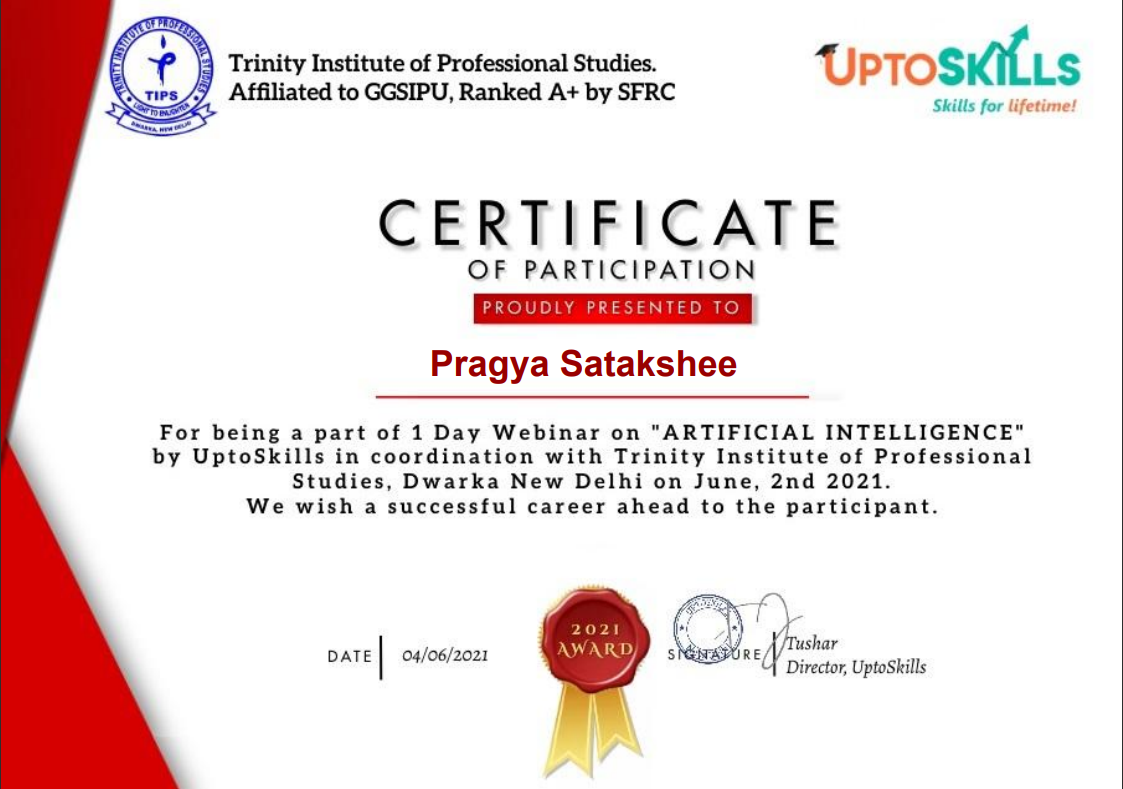 TRINITY INSTITUTE OF PROFESSIONAL STUDIES
TIPS
LIGHT TO ENLIGHTEN
DWARKA, NEW DELHI
Trinity Institute of Professional Studies.
Affiliated to GGSIPU, Ranked A+ by SFRC
UPTOSKILLS
Skills for lifetime!
CERTIFICATE
OF PARTICIPATION
PROUDLY PRESENTED TO
Pragya Satakshee
For being a part of 1 Day Webinar on "ARTIFICIAL INTELLIGENCE"
by UptoSkills in coordination with Trinity Institute of Professional
Studies, Dwarka New Delhi on June, 2nd 2021.
We wish a successful career ahead to the participant.
DATE 04/06/2021
2021
AWARD
SIGNATURE
Tushar
Director, UptoSkills